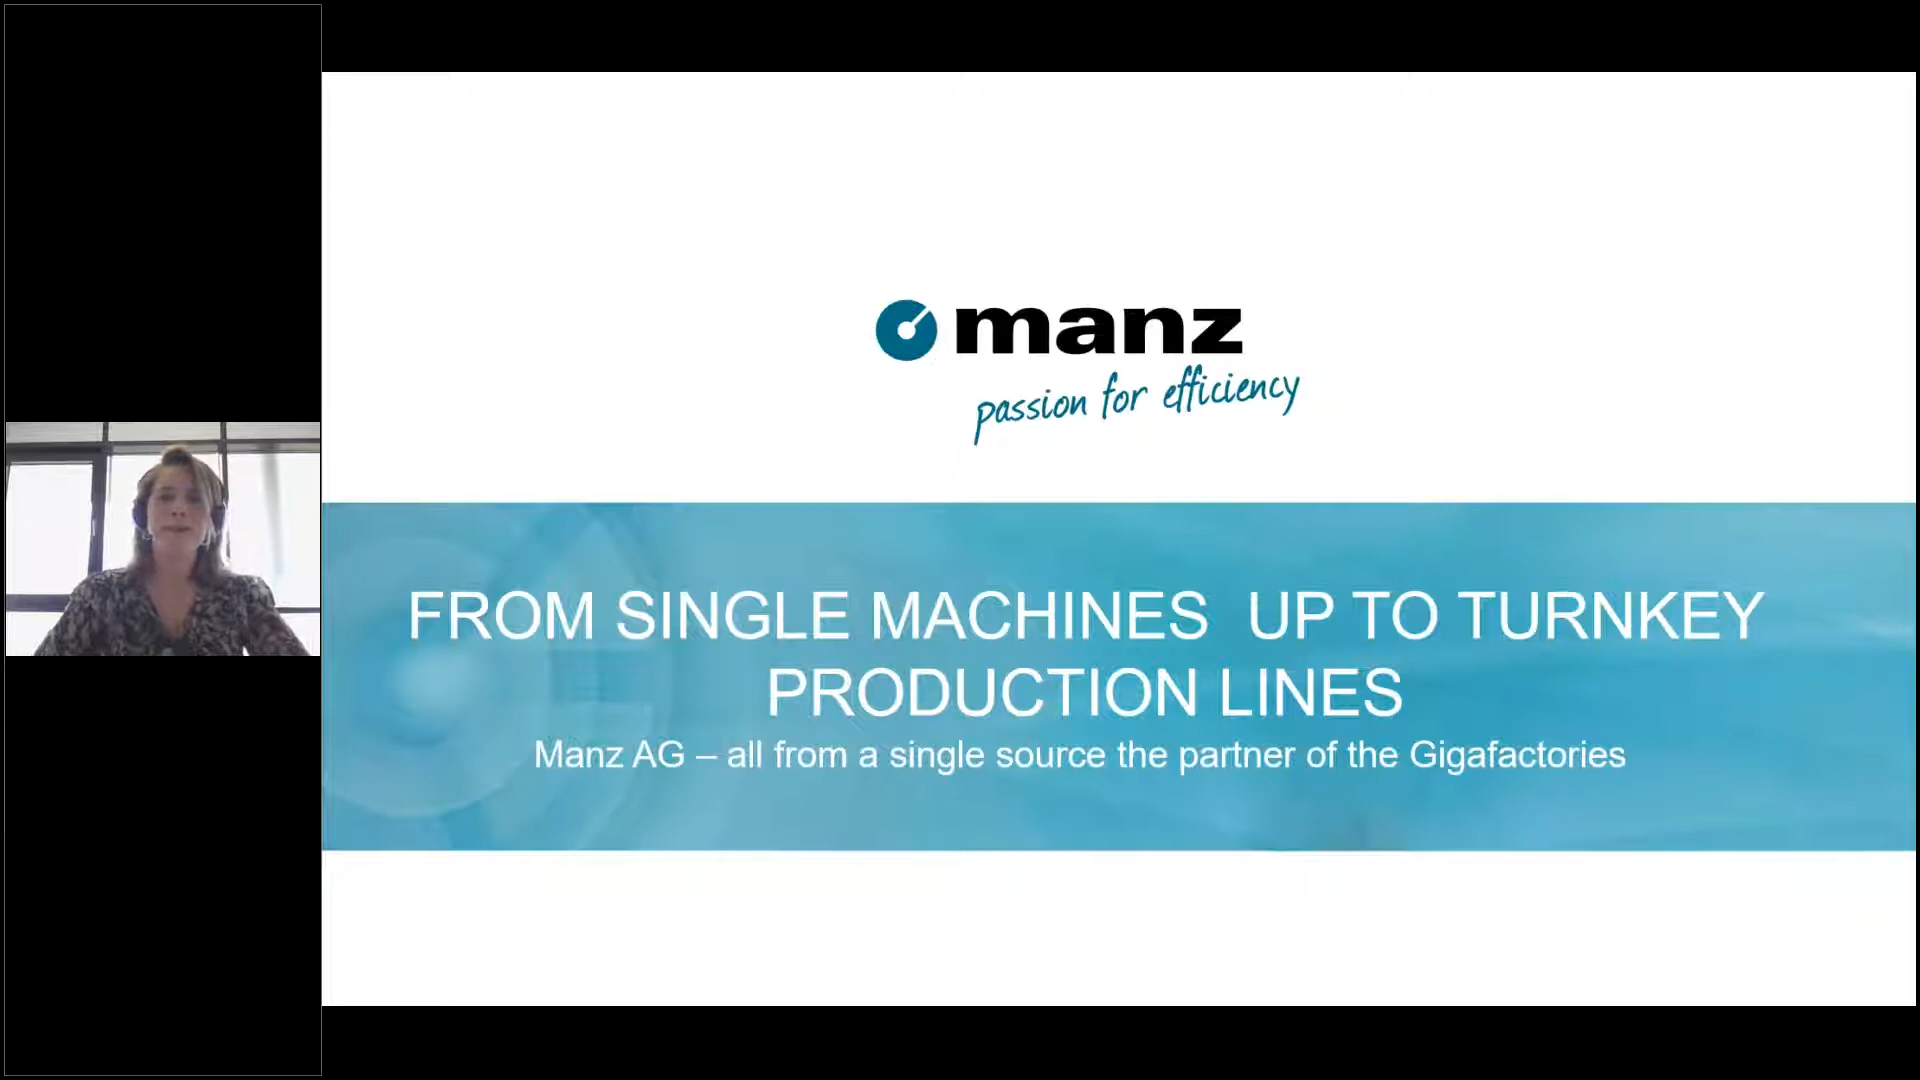 manz
passion for efficiency
FROM SINGLE MACHINES  UP TO TURNKEY
PRODUCTION LINES
Manz AG – all from a single source the partner of the Gigafactories